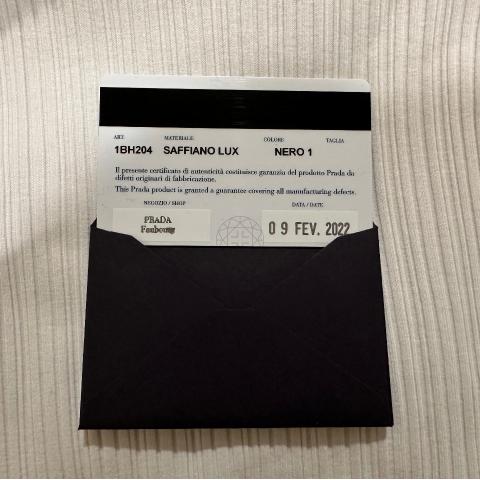 ART. MATERIALE COLORE TAGLIA
1BH204 SAFFIANO LUX NERO 1
Il presente certificato di autenticità costituisce garanzia del prodotto Prada da
difetti originari di fabbricazione.
This Prada product is granted a guarantee covering all manufacturing defects.
NEGOZIO / SHOP DATA / DATE
PRADA
Faubourg
09 FEV. 2022